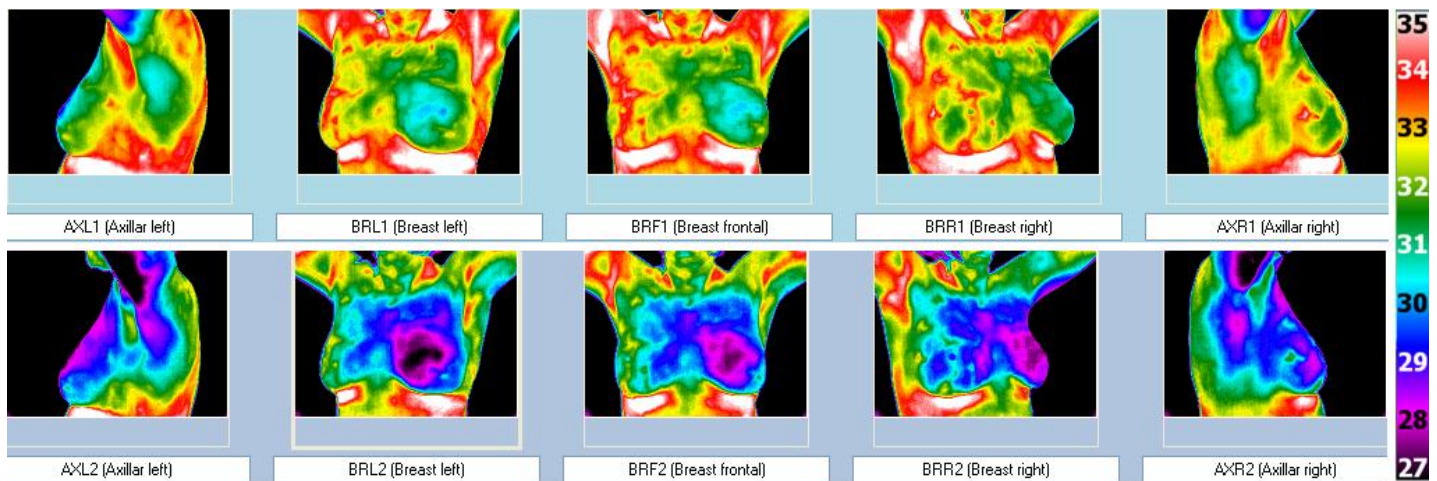 AXL1 (Axillar left)
BRL1 (Breast left)
BRF1 (Breast frontal)
BRR1 (Breast right)
AXR1 (Axillar right)
AXL2 (Axillar left)
BRL2 (Breast left)
BRF2 (Breast frontal)
BRR2 (Breast right)
AXR2 (Axillar right)
35
34
33
32
31
30
29
28
27